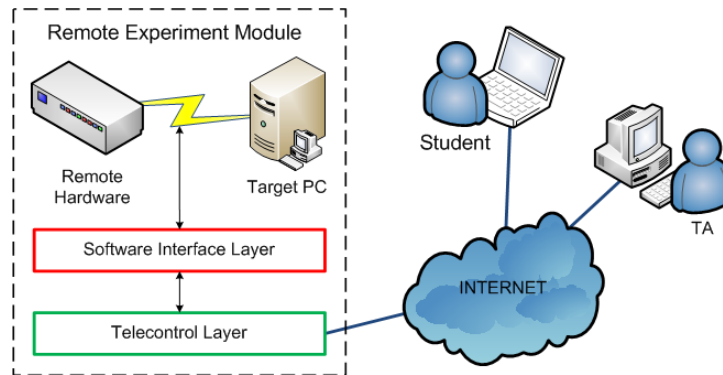 Remote Experiment Module
Remote
Hardware
Target PC
Software Interface Layer
Telecontrol Layer
Student
TA
INTERNET